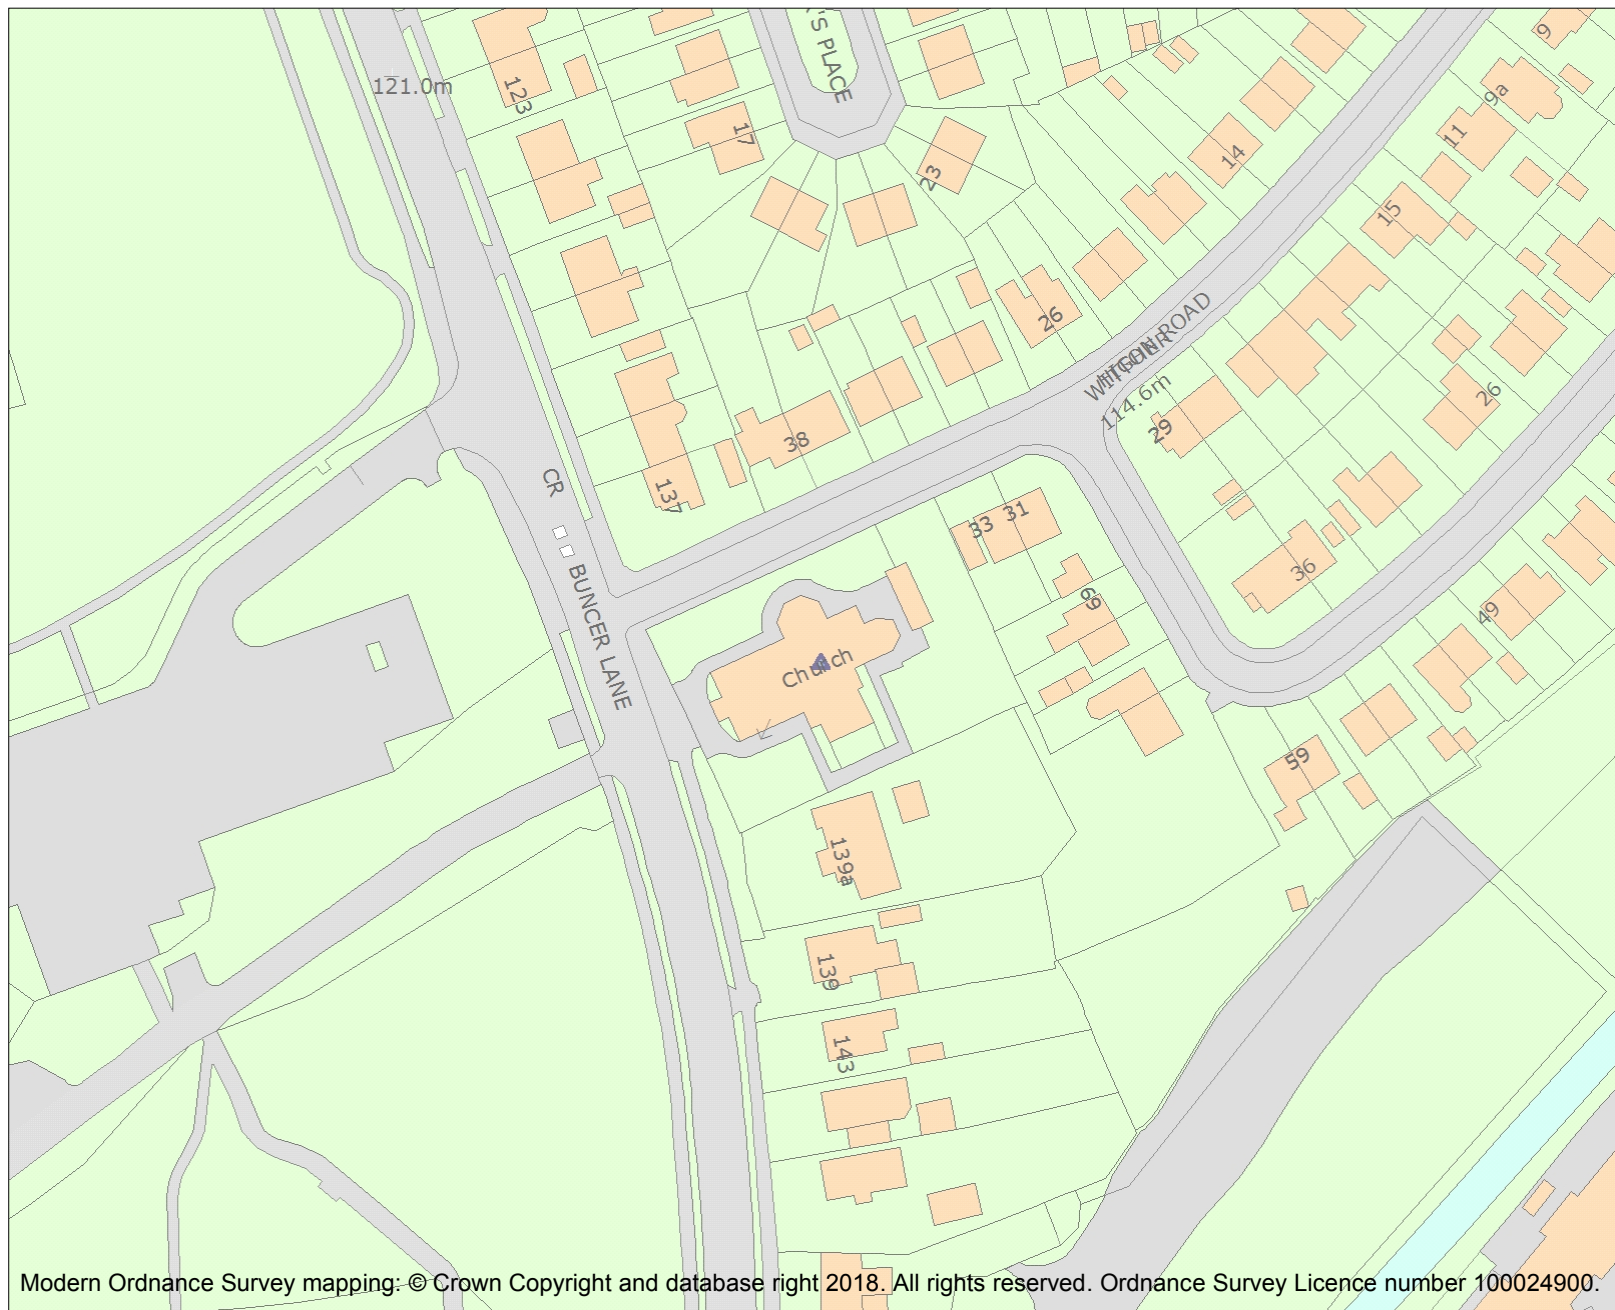 'S PLACE
9
121.0m
123
9a
17
11
14
23
15
26
WITTON ROAD
114.6m
26
29
38
CR
137
31
33
36
69
49
BUNCER LANE
Church
59
139a
139
143
Modern Ordnance Survey mapping: © Crown Copyright and database right 2018. All rights reserved. Ordnance Survey Licence number 100024900.